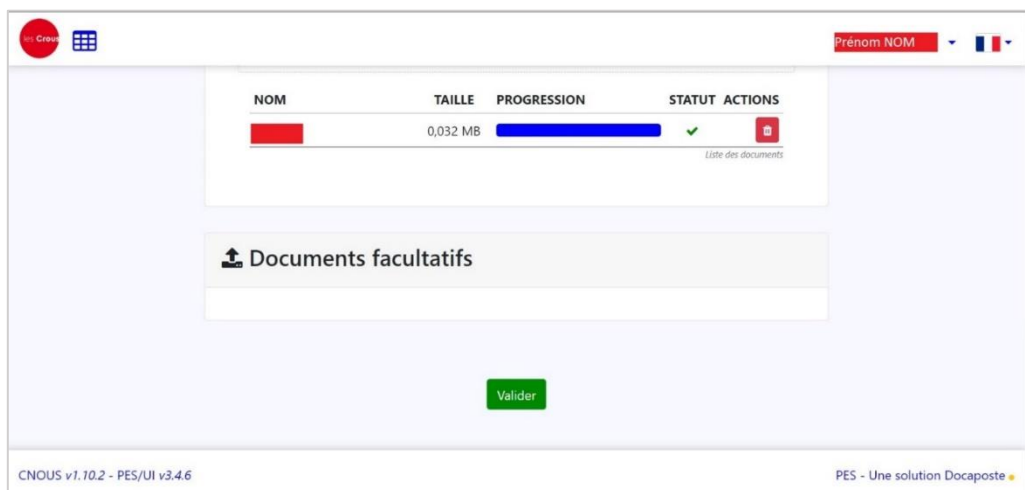 les Crous
Prénom NOM
NOM TAILLE PROGRESSION STATUT ACTIONS
0,032 MB
Liste des documents
Documents facultatifs
Valider
CNOUS v1.10.2 - PES/UI v3.4.6
PES - Une solution Docaposte